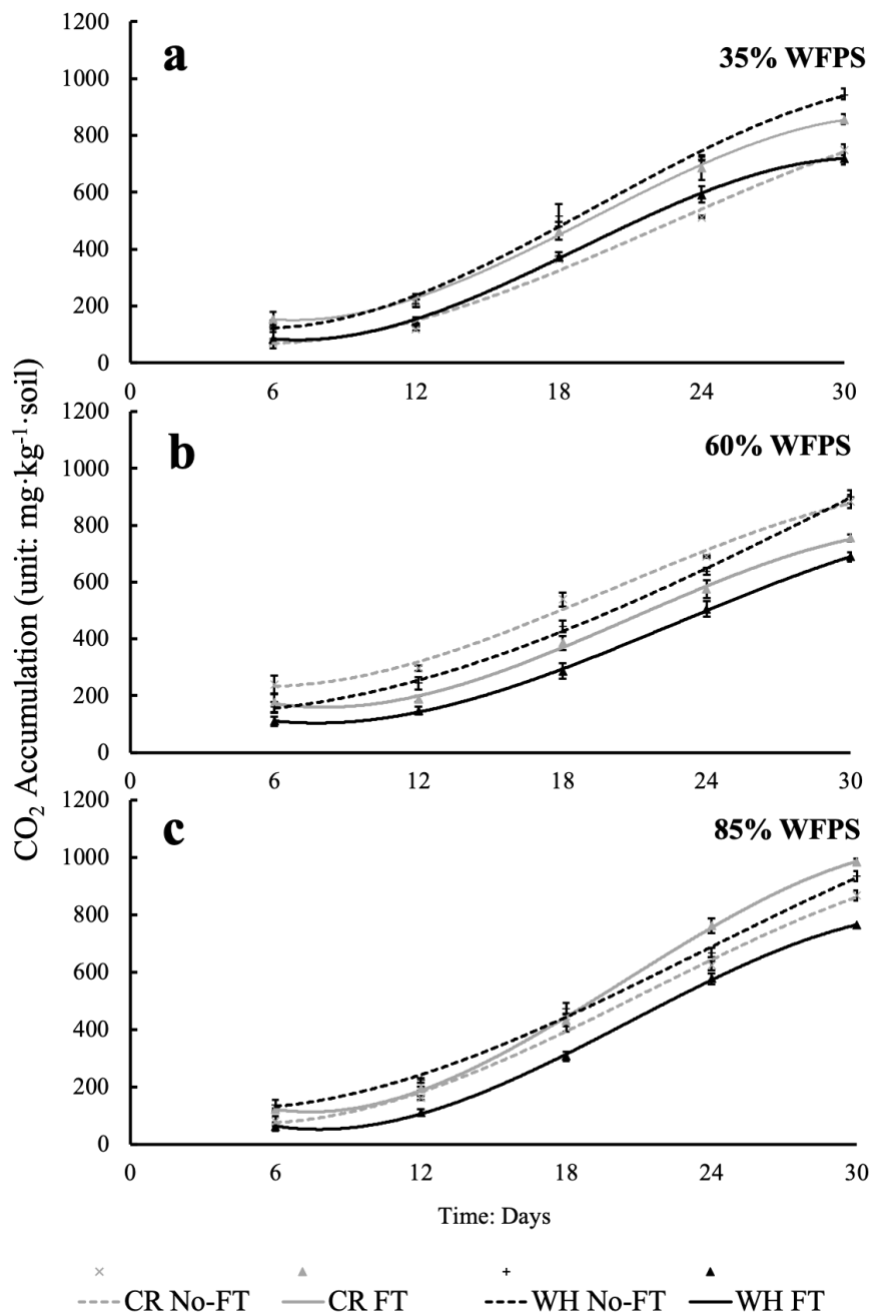 1200
a
35% WFPS
1000
800
600
400
200
0
0 6 12 18 24 30
1200
b
60% WFPS
1000
800
600
400
200
0
0 6 12 18 24 30
1200
c
85% WFPS
1000
800
600
400
200
0
0 6 12 18 24 30
CO₂ Accumulation (unit: mg·kg⁻¹·soil)
Time: Days
CR No-FT CR FT WH No-FT WH FT